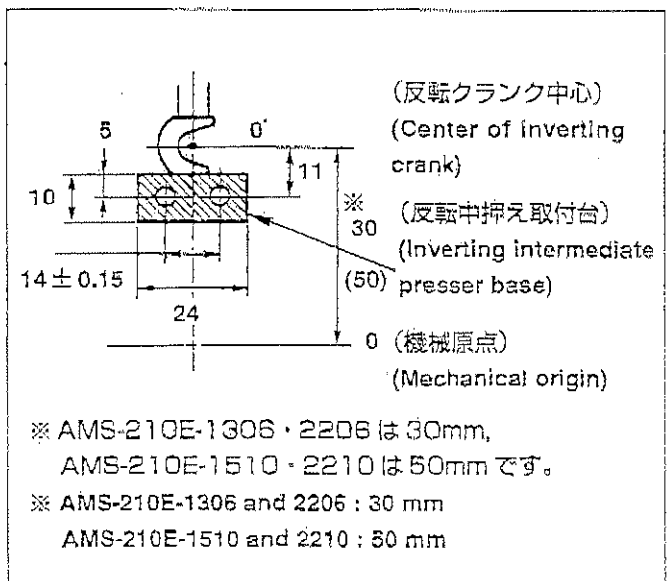 (反転クランク中心)
(Center of inverting
crank)
5
0'
11
10
※
30
(反転中押え取付台)
(Inverting intermediate
presser base)
(50)
14±0.15
24
0 (機械原点)
(Mechanical origin)
※ AMS-210E-1306・2206は30mm,
AMS-210E-1510・2210は50mmです。
※ AMS-210E-1306 and 2206 : 30 mm
AMS-210E-1510 and 2210 : 50 mm